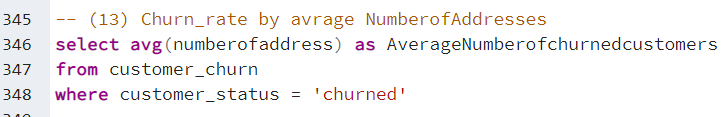 345 -- (13) Churn_rate by avrage NumberofAddresses
346 select avg(numberofaddress) as AverageNumberofchurnedcustomers
347 from customer_churn
348 where customer_status = 'churned'